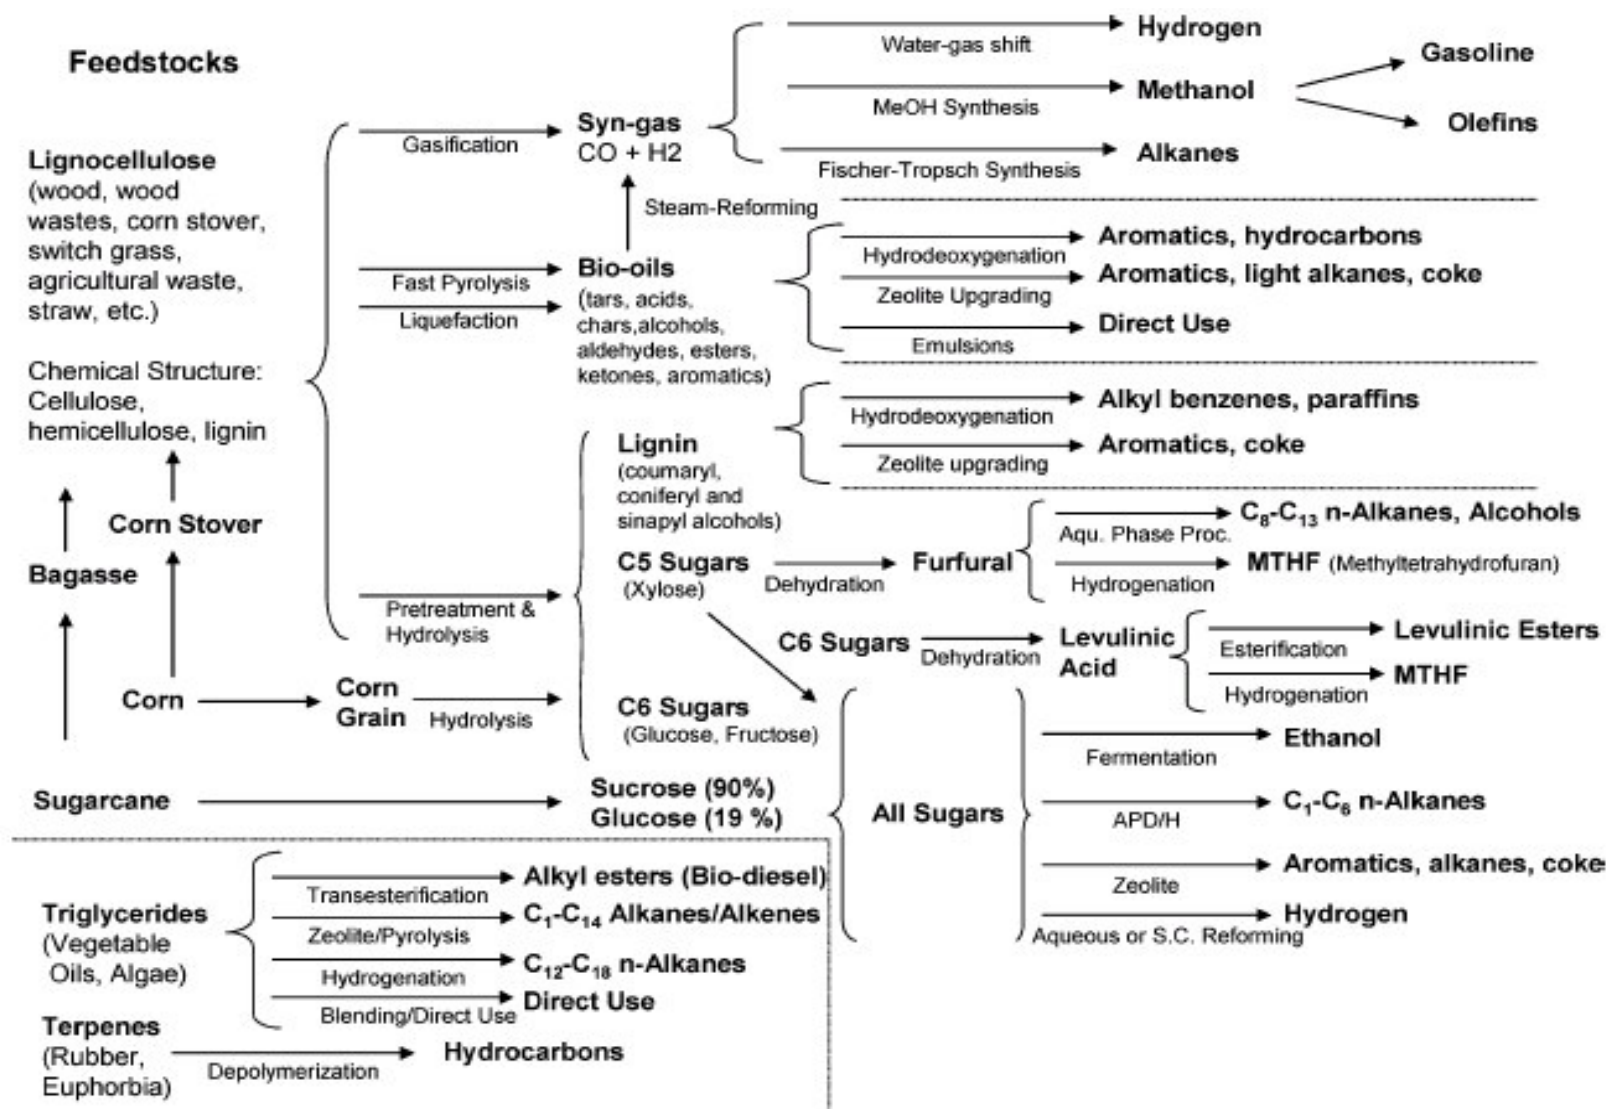 Feedstocks
Lignocellulose
(wood, wood
wastes, corn stover,
switch grass,
agricultural waste,
straw, etc.)
Chemical Structure:
Cellulose,
hemicellulose, lignin
Corn Stover
Bagasse
Corn
Sugarcane
Corn
Grain
Hydrolysis
Gasification
Fast Pyrolysis
Liquefaction
Pretreatment &
Hydrolysis
Syn-gas
CO + H2
Steam-Reforming
Bio-oils
(tars, acids,
chars,alcohols,
aldehydes, esters,
ketones, aromatics)
Lignin
(coumaryl,
coniferyl and
sinapyl alcohols)
C5 Sugars
(Xylose)
C6 Sugars
(Glucose, Fructose)
Sucrose (90%)
Glucose (19 %)
Water-gas shift
Hydrogen
MeOH Synthesis
Methanol
Gasoline
Olefins
Fischer-Tropsch Synthesis
Alkanes
Hydrodeoxygenation
Aromatics, hydrocarbons
Zeolite Upgrading
Aromatics, light alkanes, coke
Emulsions
Direct Use
Hydrodeoxygenation
Alkyl benzenes, paraffins
Zeolite upgrading
Aromatics, coke
Dehydration
Furfural
Aqu. Phase Proc.
C₈-C₁₃ n-Alkanes, Alcohols
Hydrogenation
MTHF (Methyltetrahydrofuran)
C6 Sugars
Dehydration
Levulinic
Acid
Esterification
Levulinic Esters
Hydrogenation
MTHF
All Sugars
Fermentation
Ethanol
APD/H
C₁-C₆ n-Alkanes
Zeolite
Aromatics, alkanes, coke
Aqueous or S.C. Reforming
Hydrogen
Triglycerides
(Vegetable
Oils, Algae)
Transesterification
Alkyl esters (Bio-diesel)
Zeolite/Pyrolysis
C₁-C₁₄ Alkanes/Alkenes
Hydrogenation
C₁₂-C₁₈ n-Alkanes
Blending/Direct Use
Direct Use
Terpenes
(Rubber,
Euphorbia)
Depolymerization
Hydrocarbons